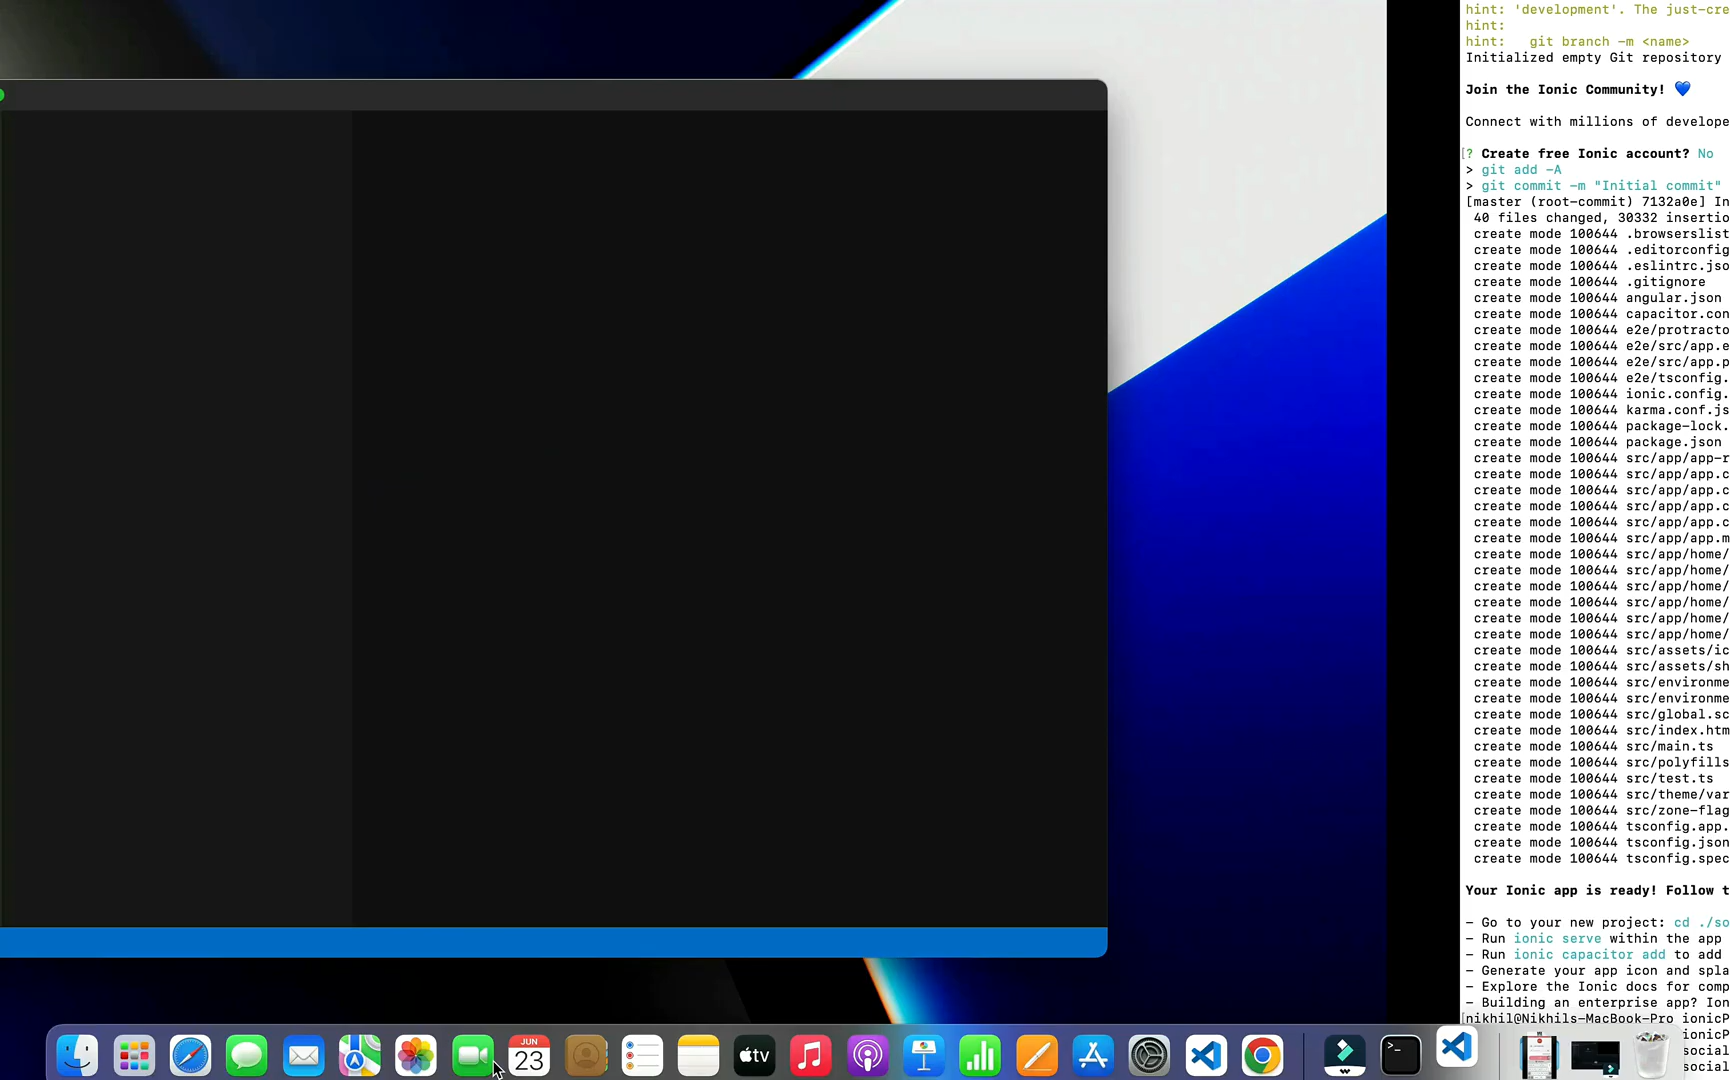 hint: 'development'. The just-cre
hint:
hint:   git branch -m <name>
Initialized empty Git repository
Join the Ionic Community! 💙
Connect with millions of develope
? Create free Ionic account? No
> git add -A
> git commit -m "Initial commit"
[master (root-commit) 7132a0e] In
40 files changed, 30332 insertio
create mode 100644 .browserslist
create mode 100644 .editorconfig
create mode 100644 .eslintrc.jso
create mode 100644 .gitignore
create mode 100644 angular.json
create mode 100644 capacitor.con
create mode 100644 e2e/protracto
create mode 100644 e2e/src/app.e
create mode 100644 e2e/src/app.p
create mode 100644 e2e/tsconfig.
create mode 100644 ionic.config.
create mode 100644 karma.conf.js
create mode 100644 package-lock.
create mode 100644 package.json
create mode 100644 src/app/app-r
create mode 100644 src/app/app.c
create mode 100644 src/app/app.c
create mode 100644 src/app/app.c
create mode 100644 src/app/app.c
create mode 100644 src/app/app.m
create mode 100644 src/app/home/
create mode 100644 src/app/home/
create mode 100644 src/app/home/
create mode 100644 src/app/home/
create mode 100644 src/app/home/
create mode 100644 src/app/home/
create mode 100644 src/assets/ic
create mode 100644 src/assets/sh
create mode 100644 src/environme
create mode 100644 src/environme
create mode 100644 src/global.sc
create mode 100644 src/index.htm
create mode 100644 src/main.ts
create mode 100644 src/polyfills
create mode 100644 src/test.ts
create mode 100644 src/theme/var
create mode 100644 src/zone-flag
create mode 100644 tsconfig.app.
create mode 100644 tsconfig.json
create mode 100644 tsconfig.spec
Your Ionic app is ready! Follow t
- Go to your new project: cd ./so
- Run ionic serve within the app
- Run ionic capacitor add to add
- Generate your app icon and spla
- Explore the Ionic docs for comp
- Building an enterprise app? Ion
[nikhil@Nikhils-MacBook-Pro ionicP
ionicP
social
social
JUN
23
tv
>_